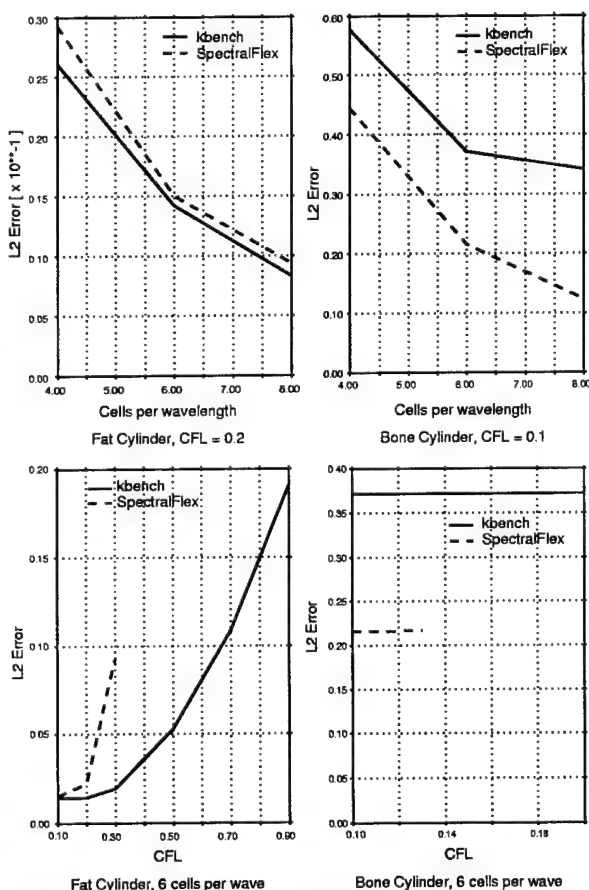 0.30
0.25
0.20
0.15
0.10
0.05
0.00
L2 Error [ x 10**-1 ]
kbench
SpectralFlex
4.00 5.00 6.00 7.00 8.00
Cells per wavelength
Fat Cylinder, CFL = 0.2
0.60
0.50
0.40
0.30
0.20
0.10
0.00
L2 Error
kbench
SpectralFlex
4.00 5.00 6.00 7.00 8.00
Cells per wavelength
Bone Cylinder, CFL = 0.1
0.20
0.15
0.10
0.05
0.00
L2 Error
kbench
SpectralFlex
0.10 0.30 0.50 0.70 0.90
CFL
Fat Cylinder, 6 cells per wave
0.40
0.35
0.30
0.25
0.20
0.15
0.10
0.05
0.00
L2 Error
kbench
SpectralFlex
0.10 0.14 0.18
CFL
Bone Cylinder, 6 cells per wave